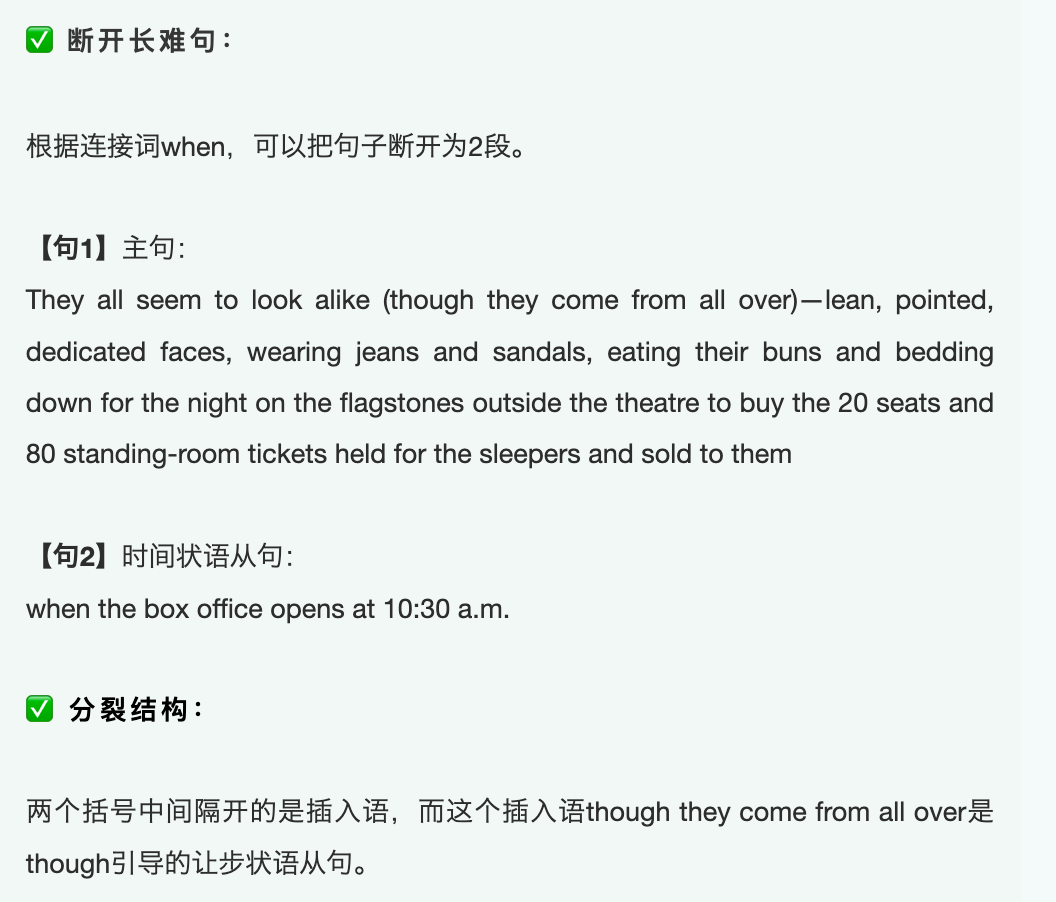 ✅ 断开长难句：
根据连接词when，可以把句子断开为2段。
【句1】主句：
They all seem to look alike (though they come from all over)—lean, pointed,
dedicated faces, wearing jeans and sandals, eating their buns and bedding
down for the night on the flagstones outside the theatre to buy the 20 seats and
80 standing-room tickets held for the sleepers and sold to them
【句2】时间状语从句：
when the box office opens at 10:30 a.m.
✅ 分裂结构：
两个括号中间隔开的是插入语，而这个插入语though they come from all over是
though引导的让步状语从句。